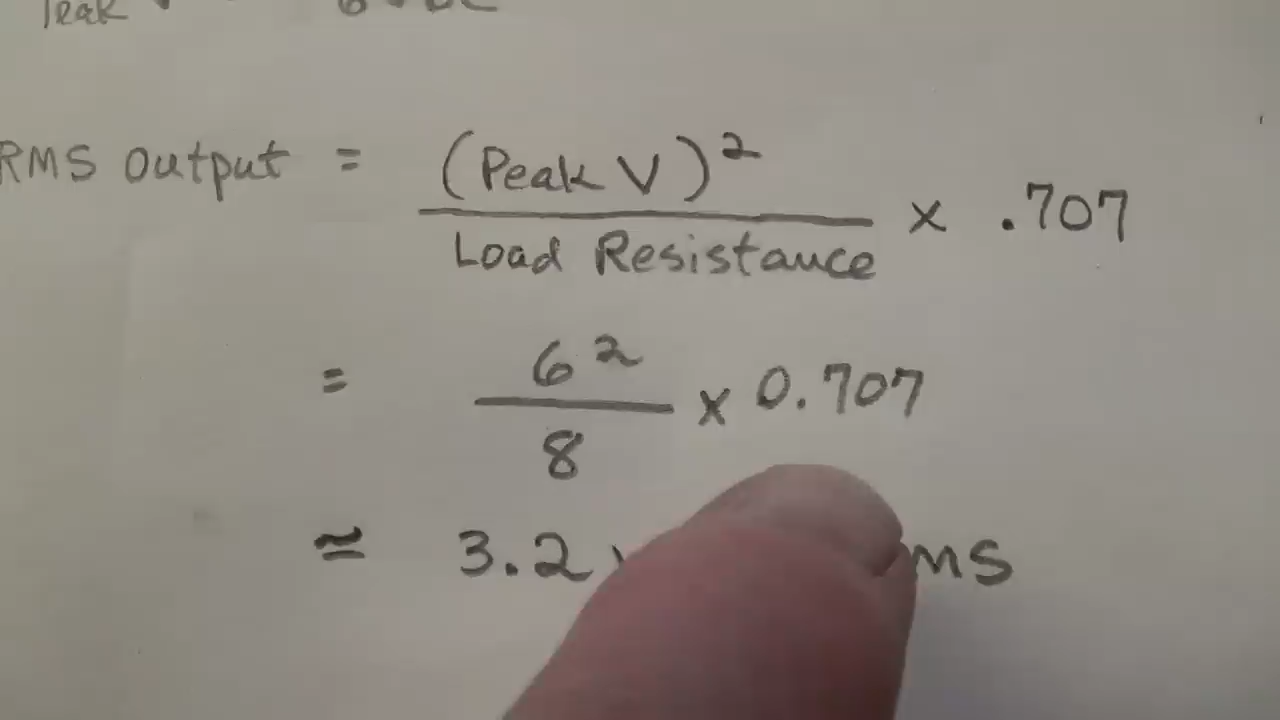 RMS output = (Peak V)² / Load Resistance x .707
= 6² / 8 x 0.707
≃ 3.2